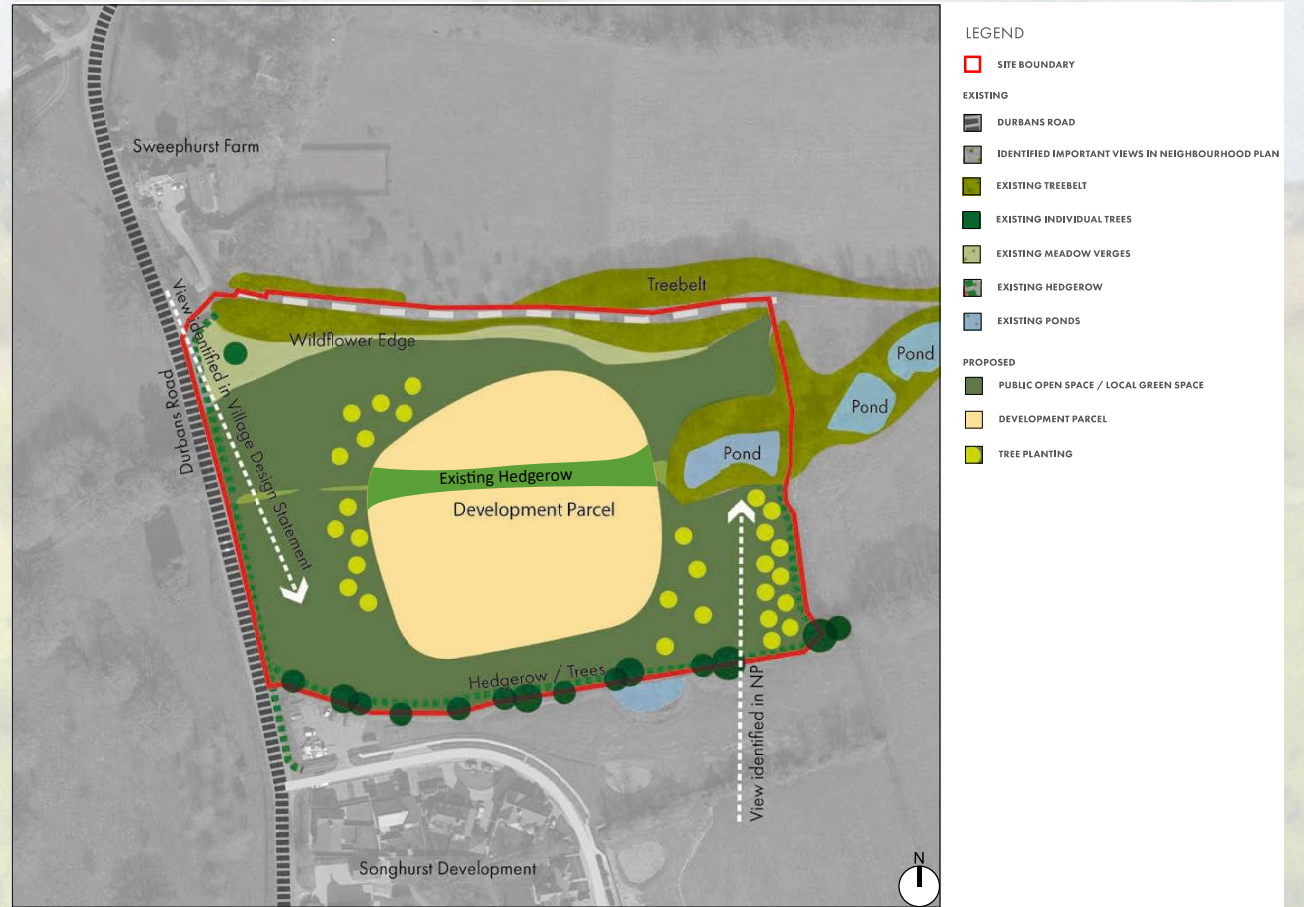 Sweephurst Farm
Treebelt
View identified in Village Design Statement
Wildflower Edge
Pond
Durbans Road
Pond
Pond
Existing Hedgerow
Development Parcel
Hedgerow / Trees
View identified in NP
Songhurst Development
N
LEGEND
SITE BOUNDARY
EXISTING
DURBANS ROAD
IDENTIFIED IMPORTANT VIEWS IN NEIGHBOURHOOD PLAN
EXISTING TREEBELT
EXISTING INDIVIDUAL TREES
EXISTING MEADOW VERGES
EXISTING HEDGEROW
EXISTING PONDS
PROPOSED
PUBLIC OPEN SPACE / LOCAL GREEN SPACE
DEVELOPMENT PARCEL
TREE PLANTING